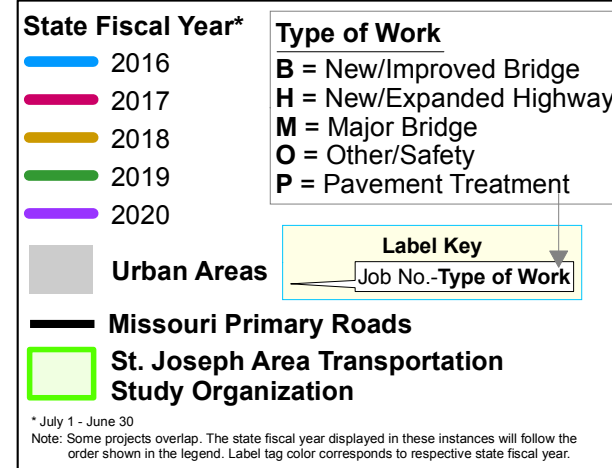 State Fiscal Year*
2016
2017
2018
2019
2020
Type of Work
B = New/Improved Bridge
H = New/Expanded Highway
M = Major Bridge
O = Other/Safety
P = Pavement Treatment
Label Key
Job No.-Type of Work
Urban Areas
Missouri Primary Roads
St. Joseph Area Transportation
Study Organization
* July 1 - June 30
Note: Some projects overlap. The state fiscal year displayed in these instances will follow the
order shown in the legend. Label tag color corresponds to respective state fiscal year.